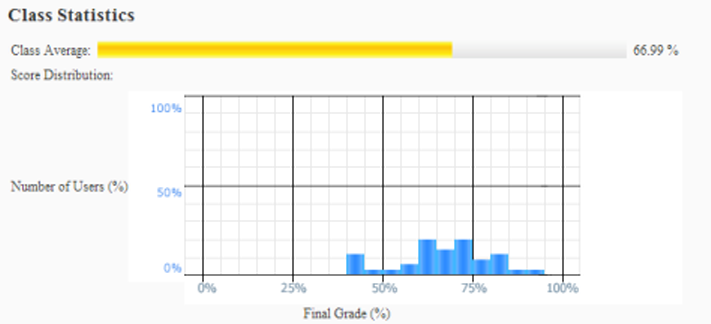 Class Statistics
Class Average: 66.99 %
Score Distribution:
100%
Number of Users (%)
50%
0%
0% 25% 50% 75% 100%
Final Grade (%)